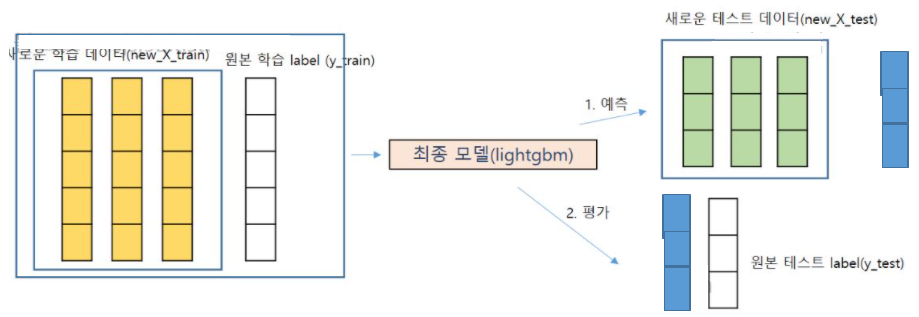 새로운 테스트 데이터(new_X_test)
새로운 학습 데이터(new_X_train)
원본 학습 label (y_train)
1. 예측
최종 모델(lightgbm)
2. 평가
원본 테스트 label(y_test)